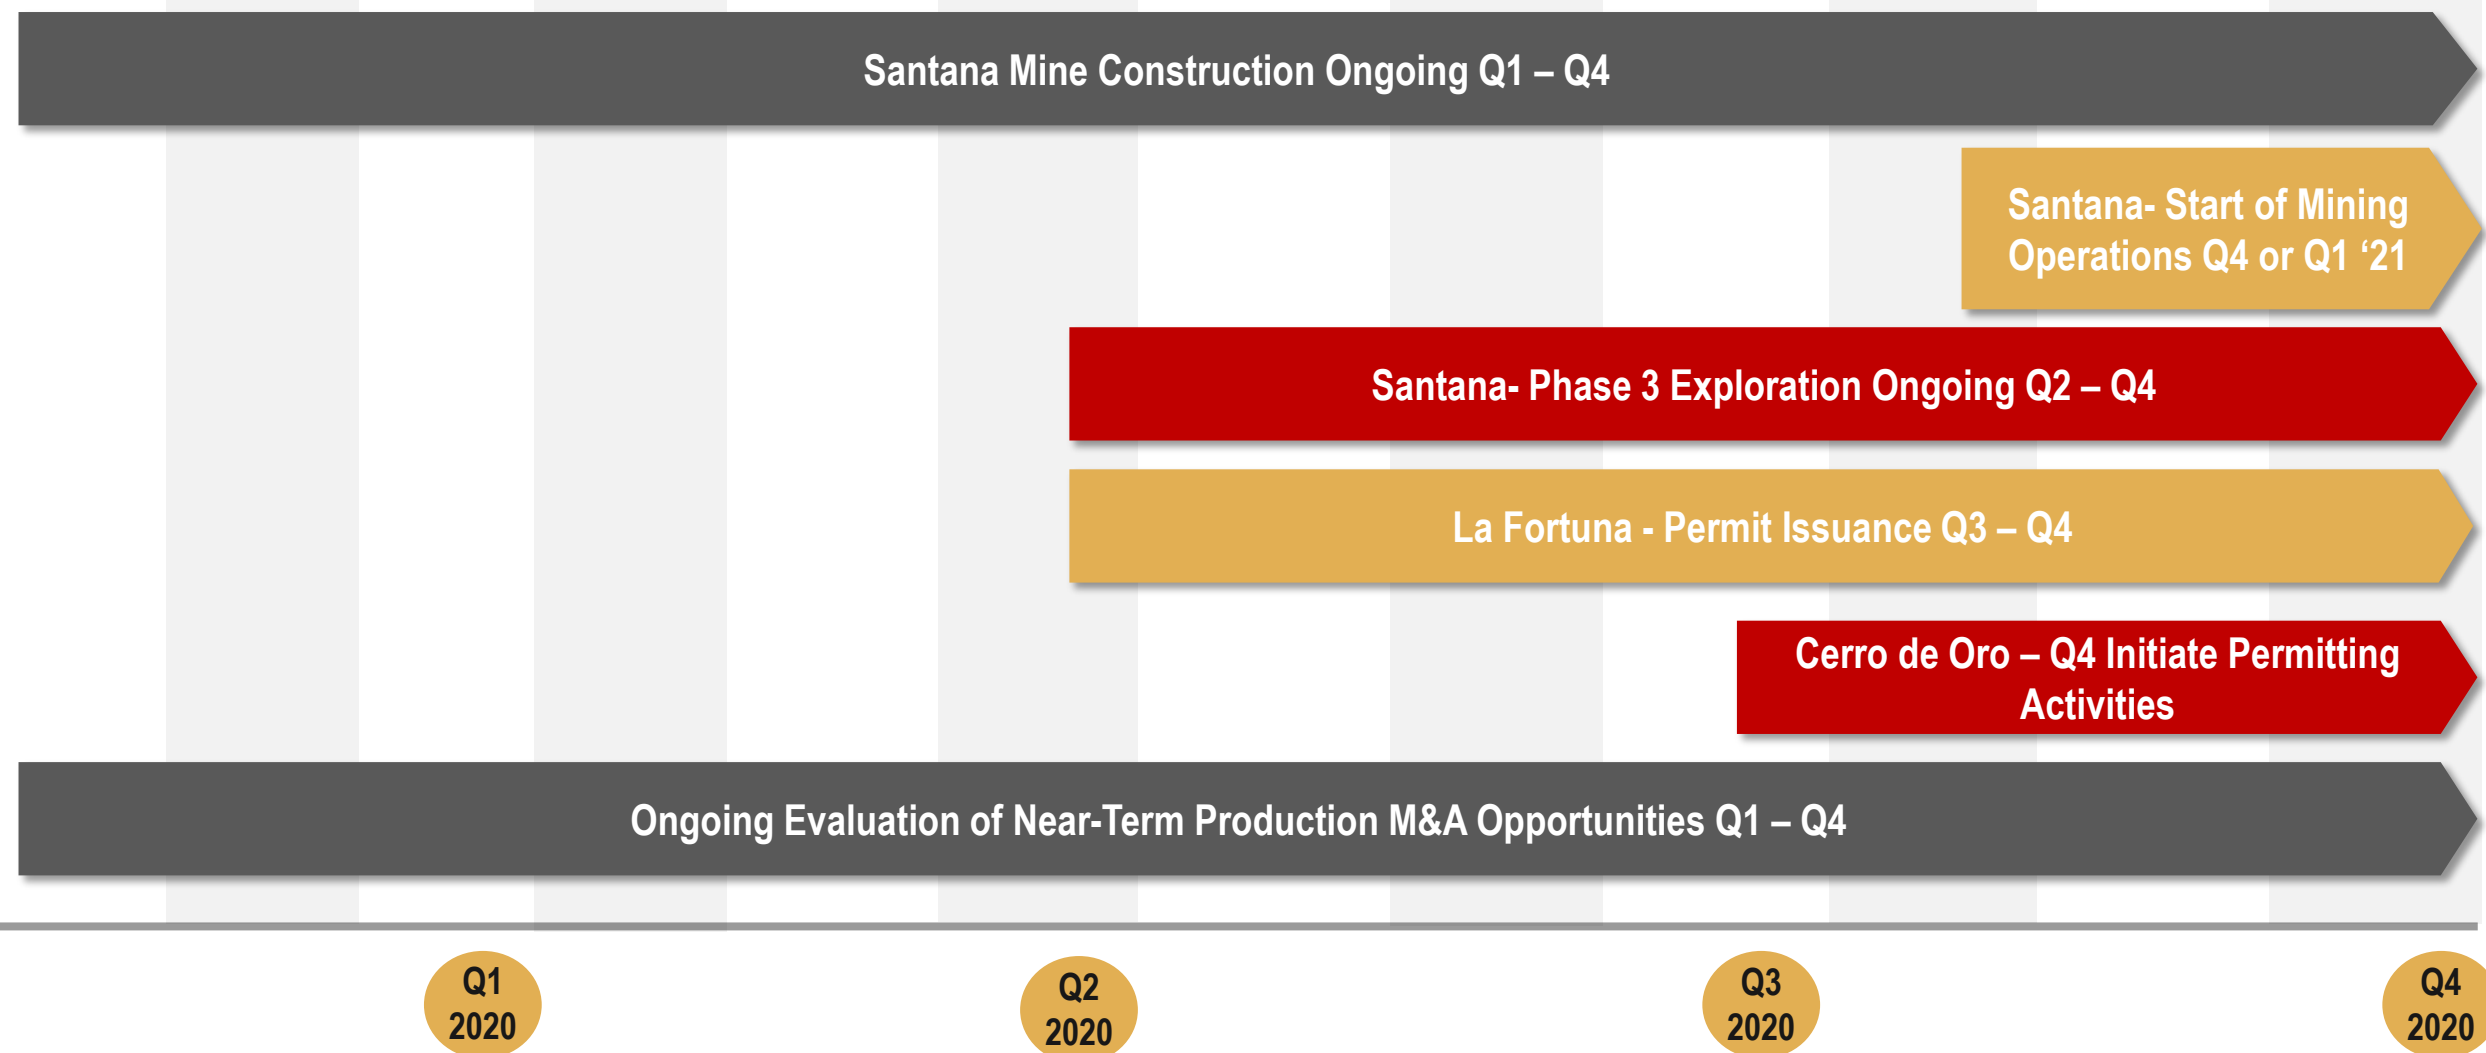 Santana Mine Construction Ongoing Q1 – Q4
Santana- Start of Mining
Operations Q4 or Q1 ‘21
Santana- Phase 3 Exploration Ongoing Q2 – Q4
La Fortuna - Permit Issuance Q3 – Q4
Cerro de Oro – Q4 Initiate Permitting
Activities
Ongoing Evaluation of Near-Term Production M&A Opportunities Q1 – Q4
Q1
2020
Q2
2020
Q3
2020
Q4
2020